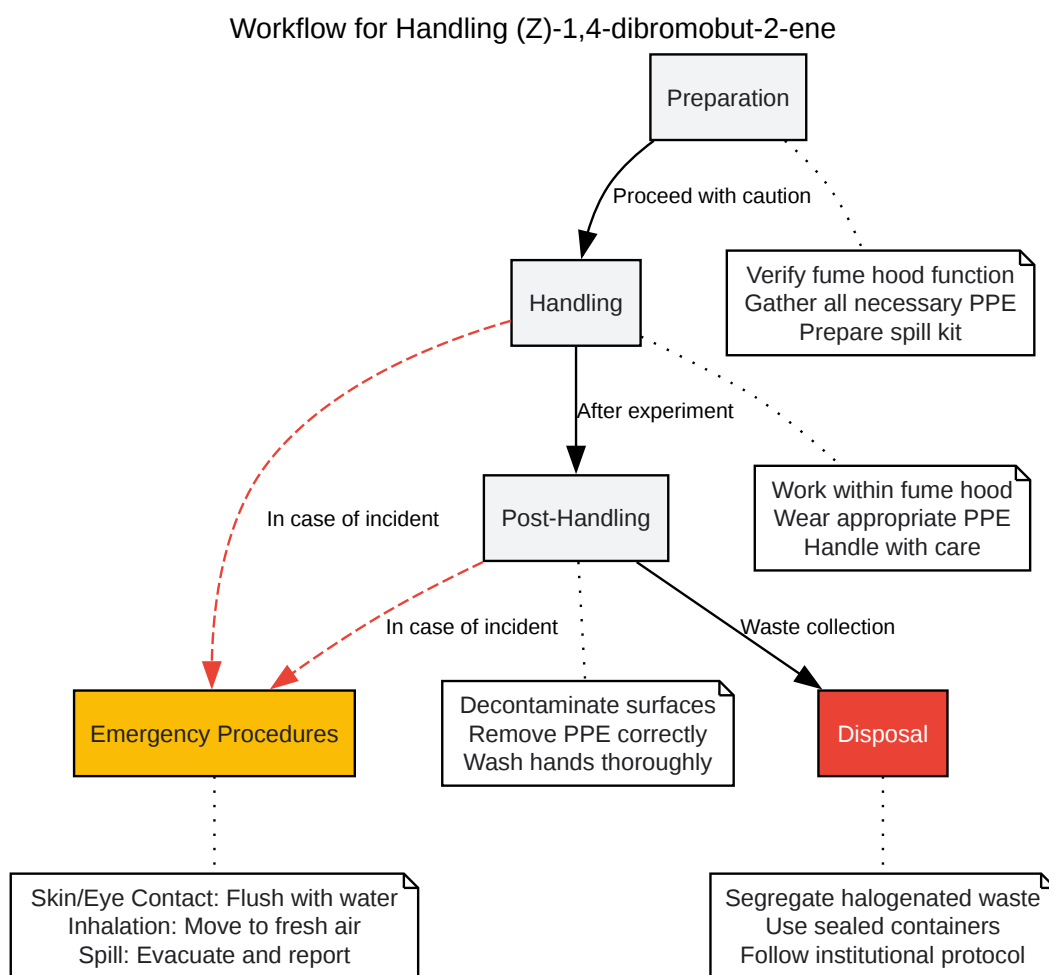 Workflow for Handling (Z)-1,4-dibromobut-2-ene
Preparation
Proceed with caution
Verify fume hood function
Gather all necessary PPE
Prepare spill kit
Handling
After experiment
Work within fume hood
Wear appropriate PPE
Handle with care
In case of incident
Post-Handling
In case of incident
Waste collection
Decontaminate surfaces
Remove PPE correctly
Wash hands thoroughly
Emergency Procedures
Disposal
Skin/Eye Contact: Flush with water
Inhalation: Move to fresh air
Spill: Evacuate and report
Segregate halogenated waste
Use sealed containers
Follow institutional protocol